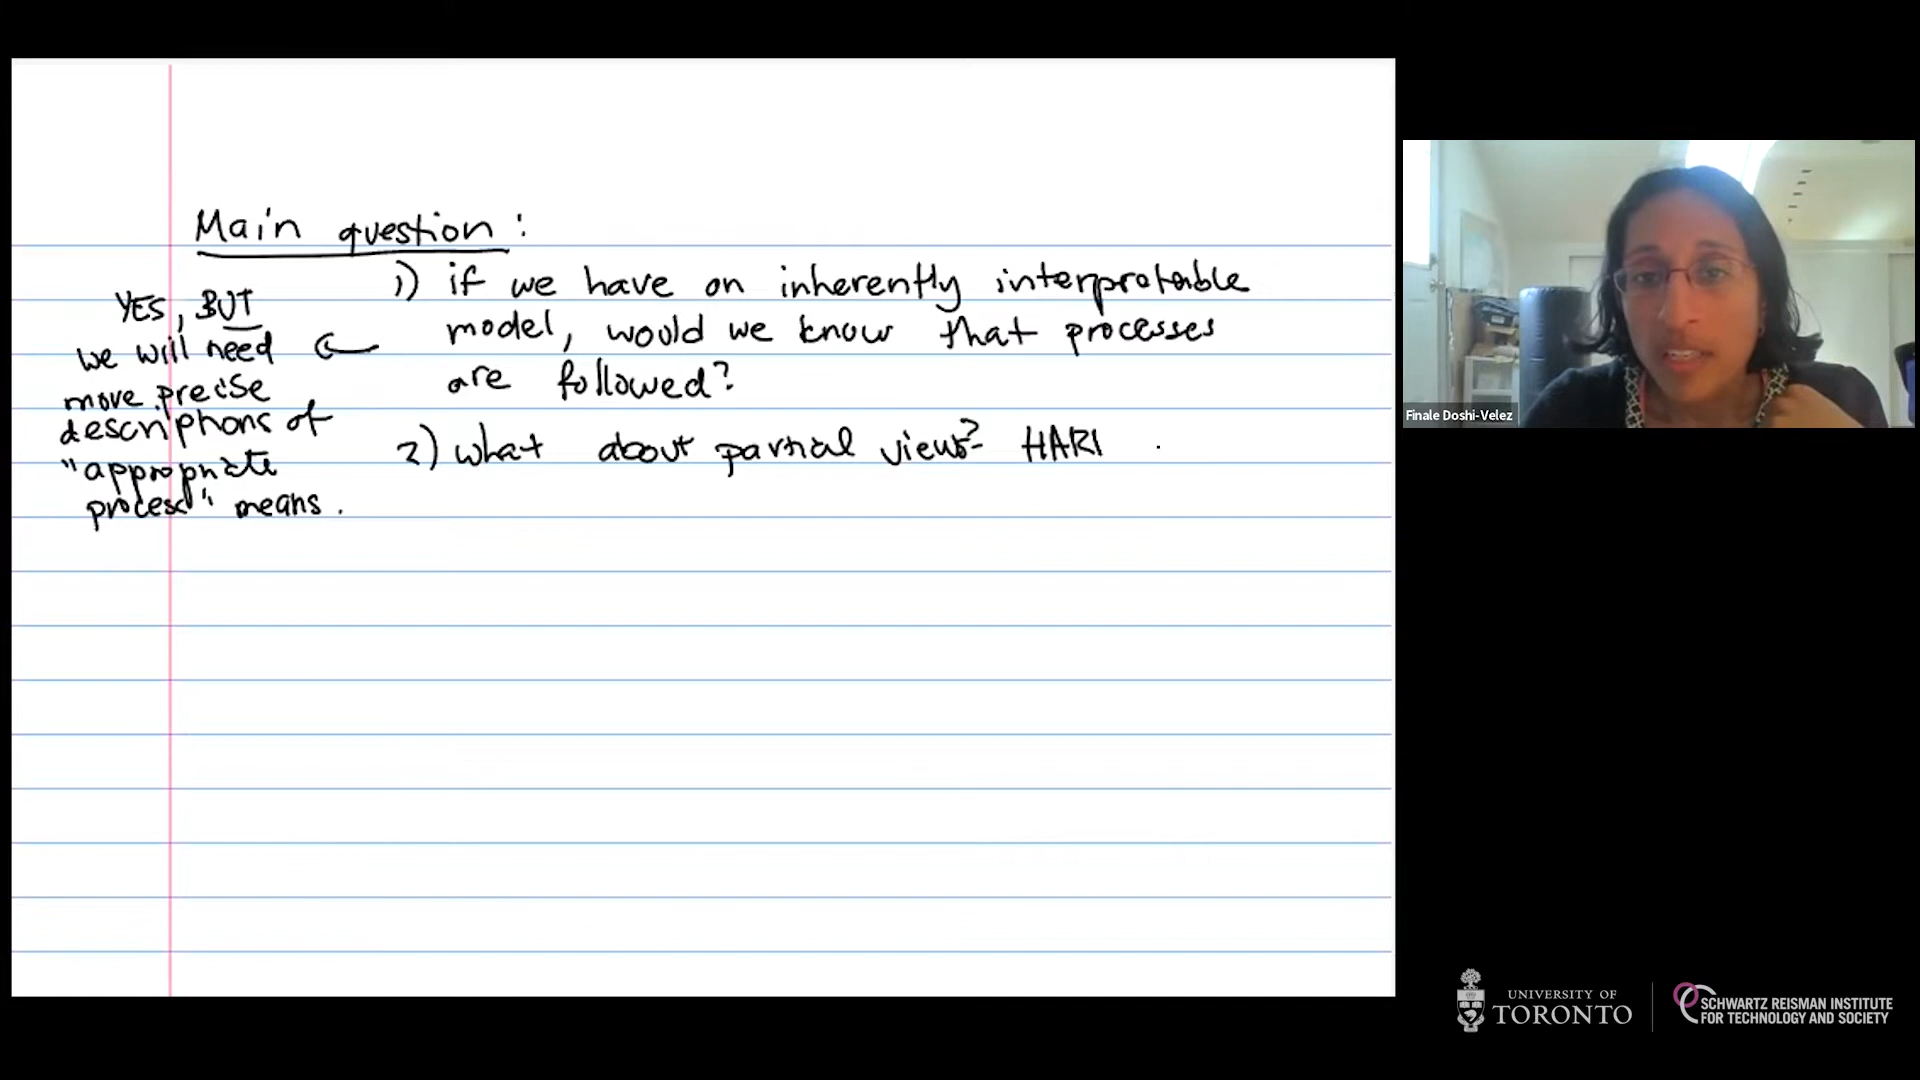 Main question:
1) if we have an inherently interpretable
model, would we know that processes
are followed?
YES, BUT
we will need
more precise
descriptions of
"appropriate
process" means.
2) what about partial views? HARI
Finale Doshi-Velez
UNIVERSITY OF
TORONTO
SCHWARTZ REISMAN INSTITUTE
FOR TECHNOLOGY AND SOCIETY